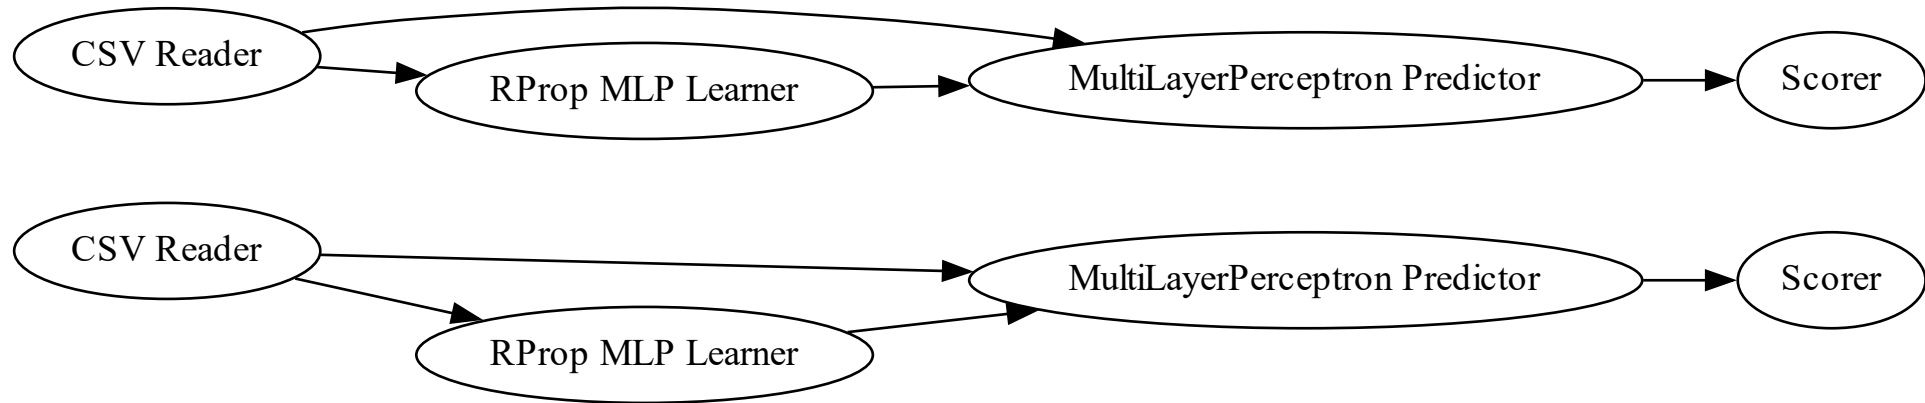 CSV Reader
RProp MLP Learner
MultiLayerPerceptron Predictor
Scorer
CSV Reader
RProp MLP Learner
MultiLayerPerceptron Predictor
Scorer